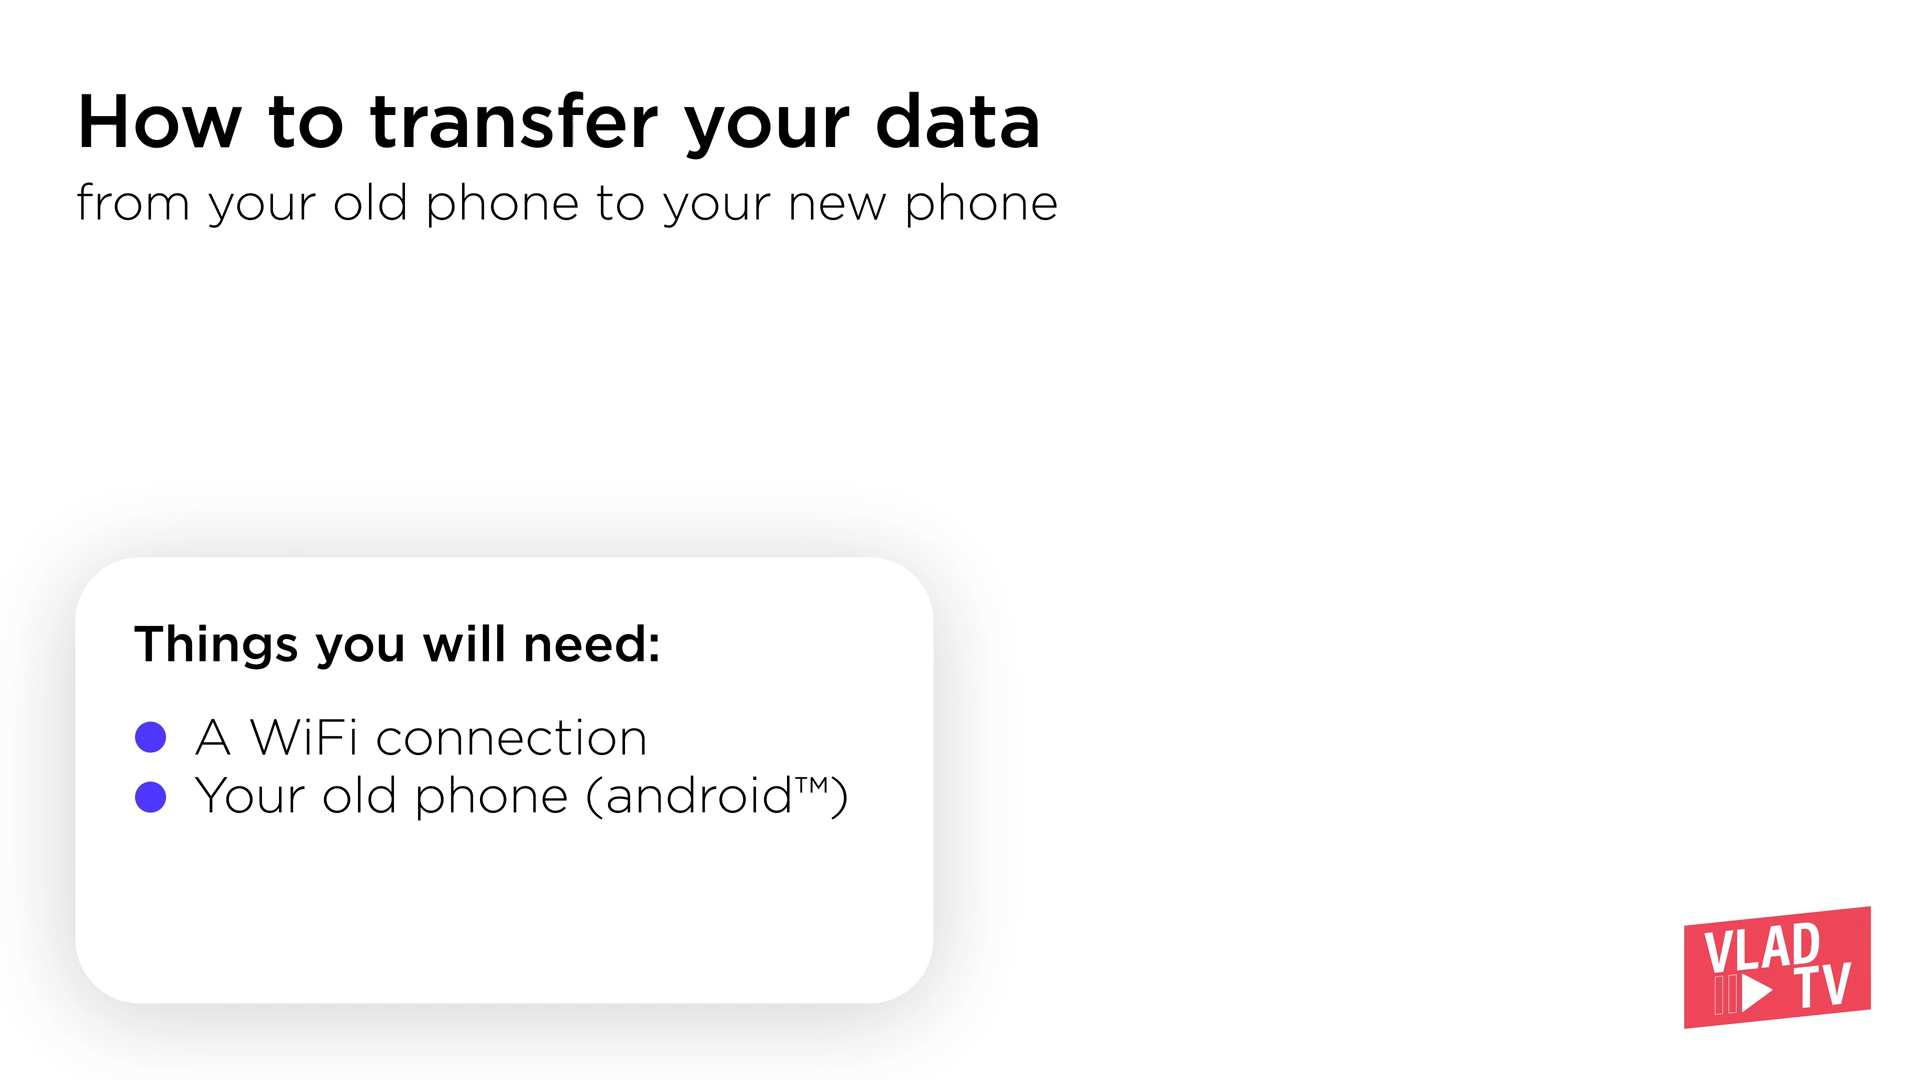 How to transfer your data
from your old phone to your new phone
Things you will need:
A WiFi connection
Your old phone (android™)
VLAD
TV